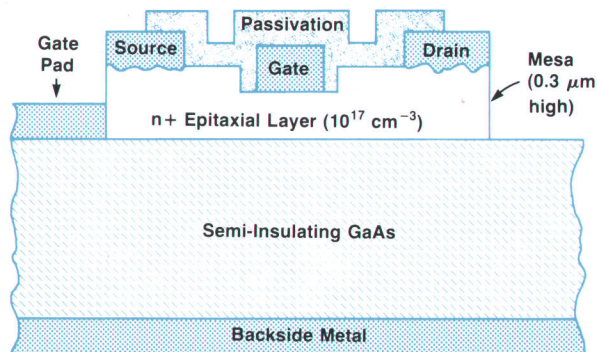 Gate
Pad
Source
Passivation
Gate
Drain
Mesa
(0.3 μm
high)
n+ Epitaxial Layer (10¹⁷ cm⁻³)
Semi-Insulating GaAs
Backside Metal